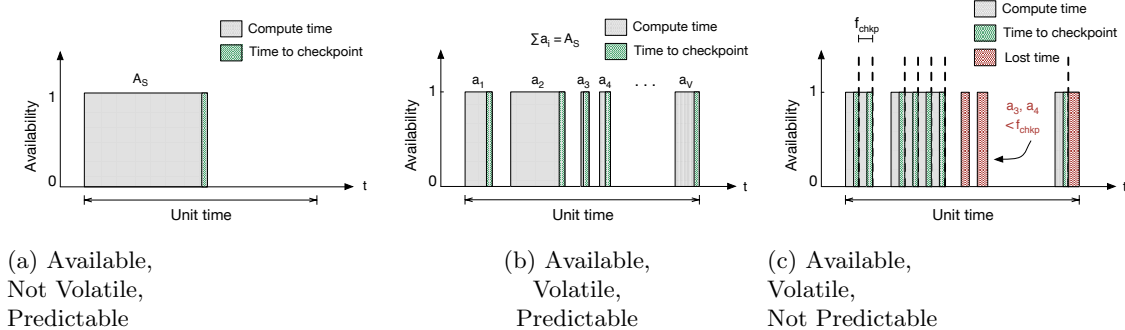 Compute time
Time to checkpoint
A_S
Availability
1
0
t
Unit time
(a) Available,
Not Volatile,
Predictable
Compute time
Time to checkpoint
∑ a_i = A_S
a_1 a_2 a_3 a_4 . . . a_V
Availability
1
0
t
Unit time
(b) Available,
Volatile,
Predictable
Compute time
Time to checkpoint
Lost time
f_chkp
Availability
1
0
a_3, a_4
< f_chkp
t
Unit time
(c) Available,
Volatile,
Not Predictable